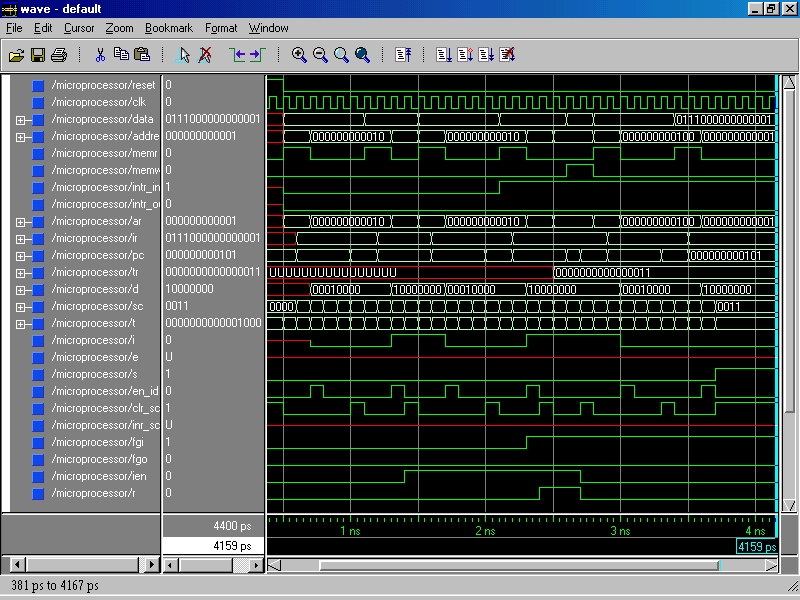 wave - default
File Edit Cursor Zoom Bookmark Format Window
/microprocessor/reset 0
/microprocessor/clk 0
/microprocessor/data 0111000000000001 0111000000000001
/microprocessor/addre 000000000001 000000000010 000000000010 000000000100 000000000001
/microprocessor/memr 0
/microprocessor/memw 0
/microprocessor/intr_in 1
/microprocessor/intr_ou 0
/microprocessor/ar 000000000001 000000000010 000000000010 000000000100 000000000001
/microprocessor/ir 0111000000000001
/microprocessor/pc 000000000101 000000000101
/microprocessor/tr 0000000000000011 UUUUUUUUUUUUUUUU 0000000000000011
/microprocessor/d 10000000 00010000 10000000 00010000 10000000 00010000 10000000
/microprocessor/sc 0011 0000 0011
/microprocessor/t 0000000000001000
/microprocessor/i 0
/microprocessor/e U
/microprocessor/s 1
/microprocessor/en_id 0
/microprocessor/clr_sc 1
/microprocessor/inr_sc U
/microprocessor/fgi 1
/microprocessor/fgo 0
/microprocessor/ien 0
/microprocessor/r 0
4400 ps 1 ns 2 ns 3 ns 4 ns
4159 ps 4159 ps
381 ps to 4167 ps